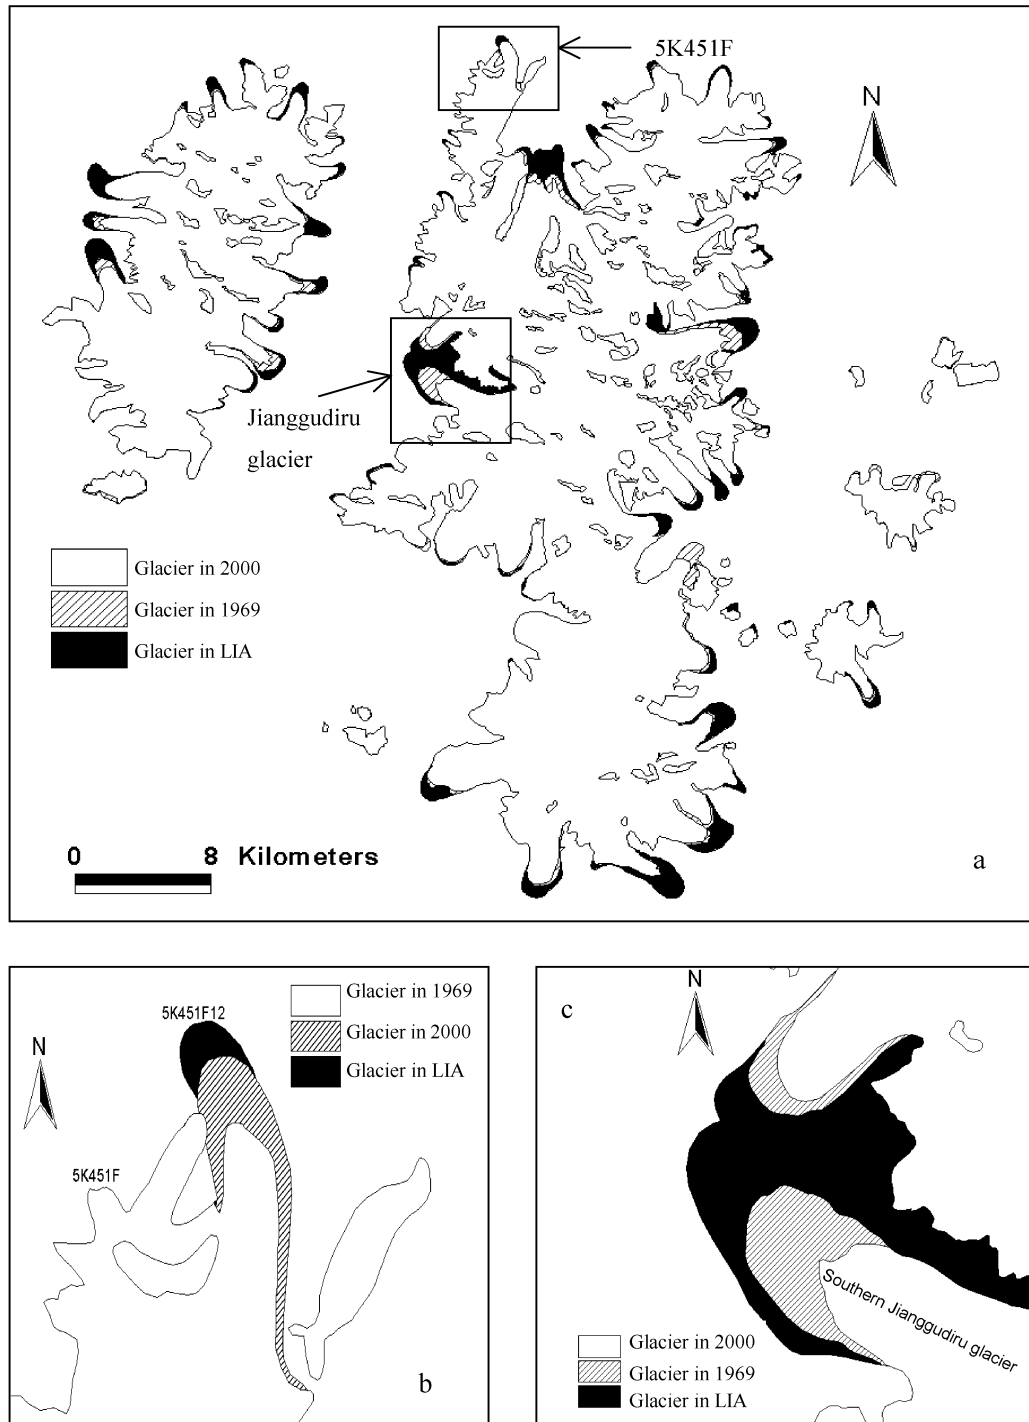 5K451F
N
Jianggudiru
glacier
Glacier in 2000
Glacier in 1969
Glacier in LIA
0 8 Kilometers
a
5K451F12
Glacier in 1969
Glacier in 2000
Glacier in LIA
N
5K451F
b
N
c
Southern Jianggudiru glacier
Glacier in 2000
Glacier in 1969
Glacier in LIA